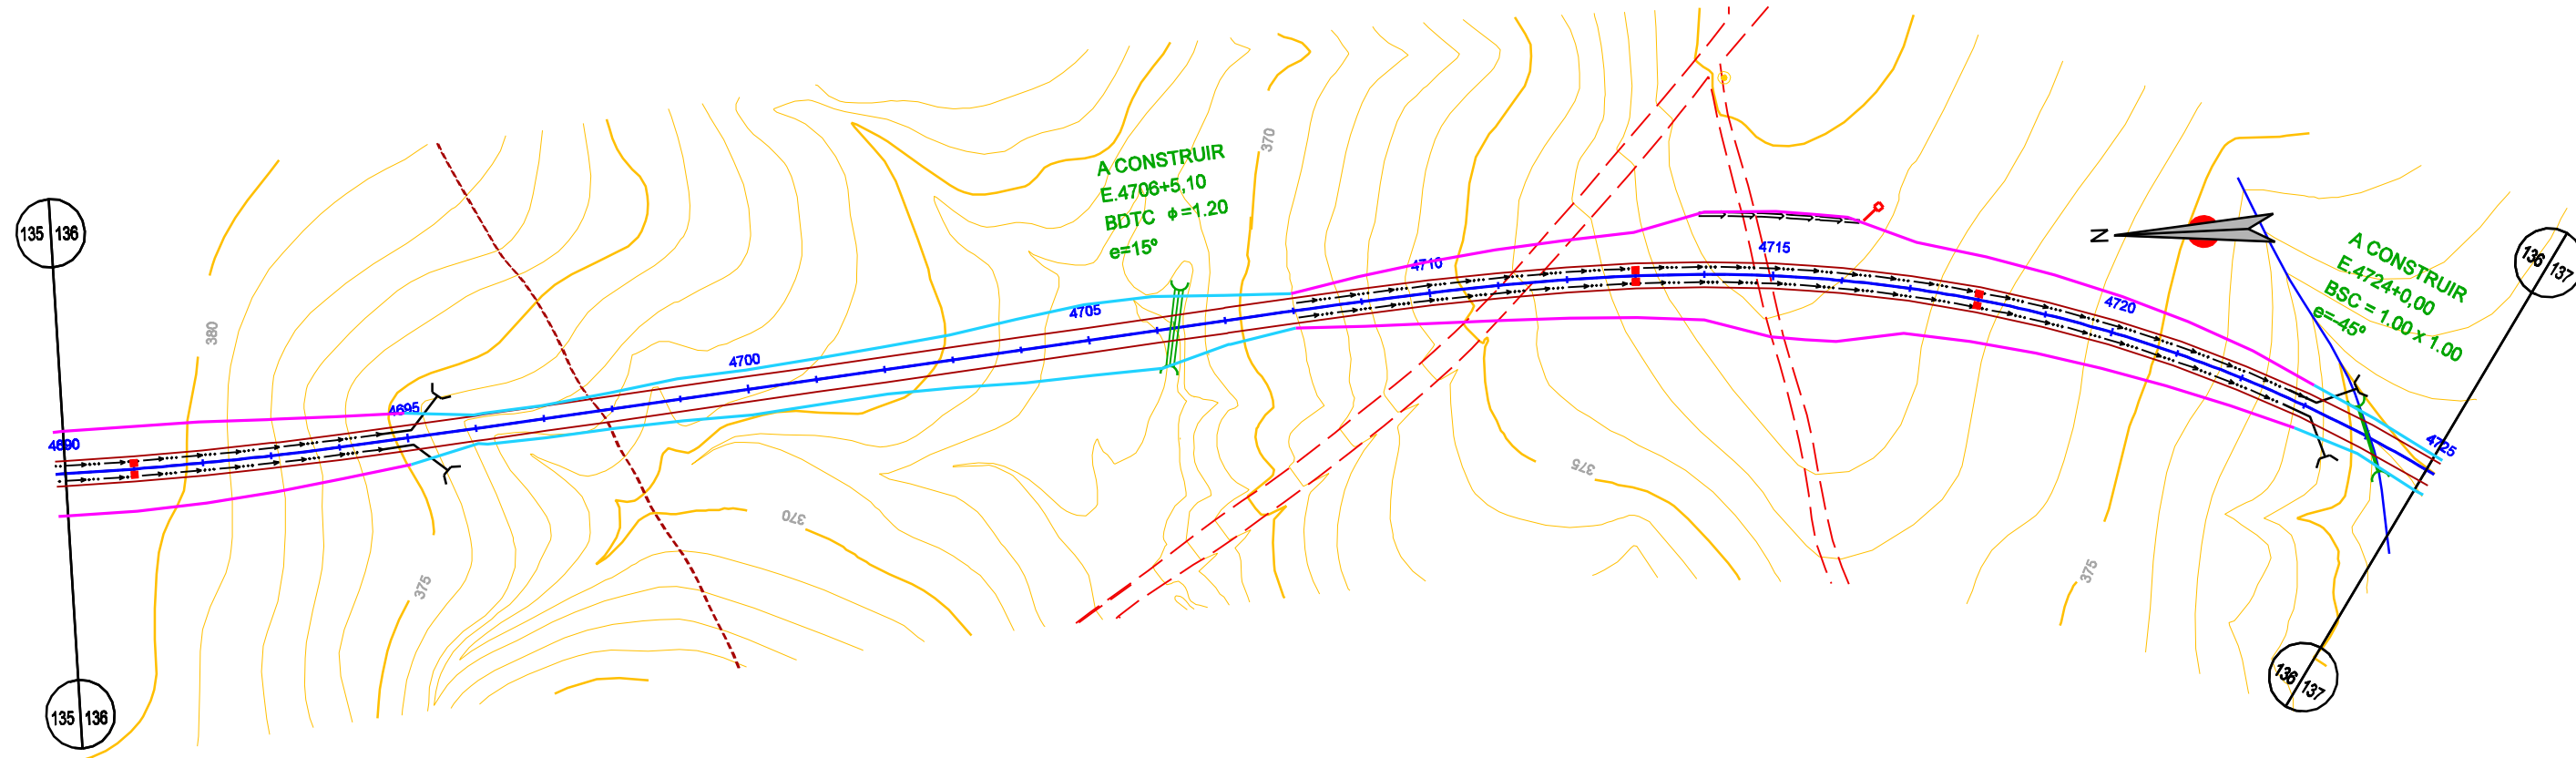 135 136
380
4690
4695
375
135 136
4700
370
4705
A CONSTRUIR
E.4706+5,10
BDTC ϕ=1.20
e=15º
370
4710
4715
375
4720
375
N
A CONSTRUIR
E.4724+0,00
BSC = 1.00 x 1.00
e=-45º
4725
136 137
136 137